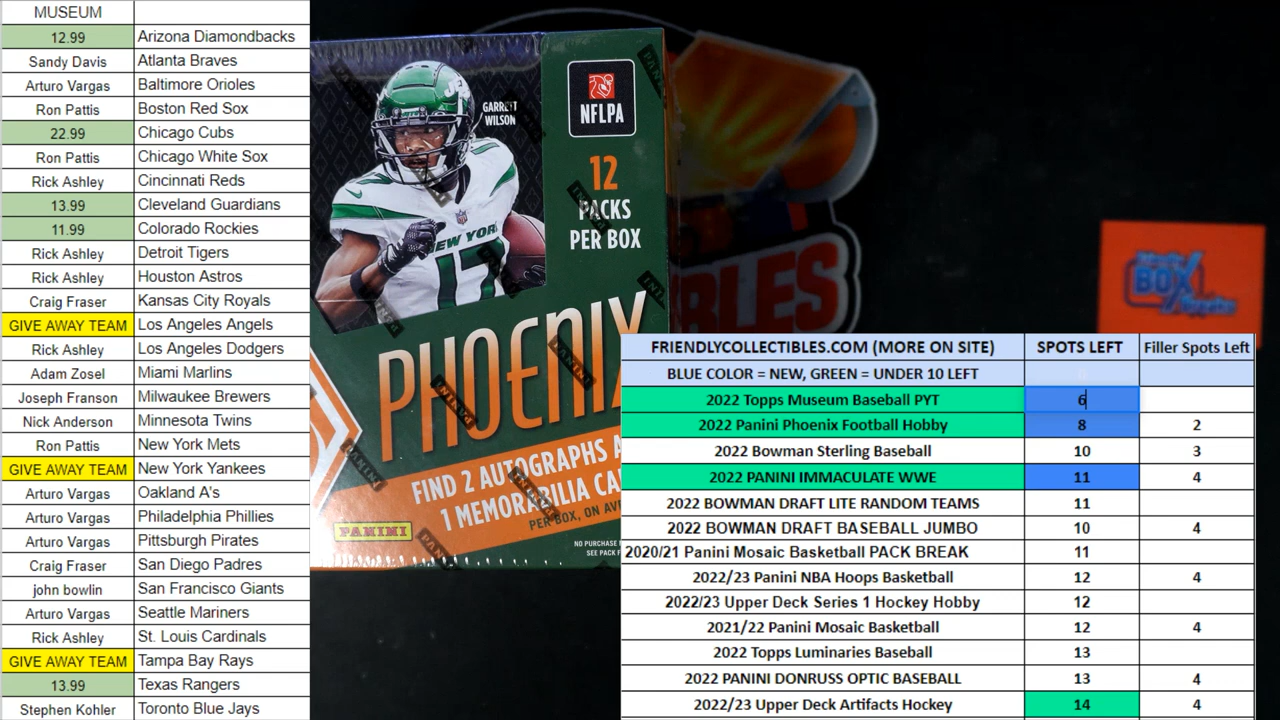 MUSEUM
12.99 Arizona Diamondbacks
Sandy Davis Atlanta Braves
Arturo Vargas Baltimore Orioles
Ron Pattis Boston Red Sox
22.99 Chicago Cubs
Ron Pattis Chicago White Sox
Rick Ashley Cincinnati Reds
13.99 Cleveland Guardians
11.99 Colorado Rockies
Rick Ashley Detroit Tigers
Rick Ashley Houston Astros
Craig Fraser Kansas City Royals
GIVE AWAY TEAM Los Angeles Angels
Rick Ashley Los Angeles Dodgers
Adam Zosel Miami Marlins
Joseph Franson Milwaukee Brewers
Nick Anderson Minnesota Twins
Ron Pattis New York Mets
GIVE AWAY TEAM New York Yankees
Arturo Vargas Oakland A's
Arturo Vargas Philadelphia Phillies
Arturo Vargas Pittsburgh Pirates
Craig Fraser San Diego Padres
john bowlin San Francisco Giants
Arturo Vargas Seattle Mariners
Rick Ashley St. Louis Cardinals
GIVE AWAY TEAM Tampa Bay Rays
13.99 Texas Rangers
Stephen Kohler Toronto Blue Jays
GARRETT
WILSON
NFLPA
12
PACKS
PER BOX
NEW YORK
17
PHOENIX
FIND 2 AUTOGRAPHS
1 MEMORABILIA
PER BOX, ON
PANINI
NO PURCHASE
SEE PACK
BLES
BOX
FRIENDLYCOLLECTIBLES.COM (MORE ON SITE) SPOTS LEFT Filler Spots Left
BLUE COLOR = NEW, GREEN = UNDER 10 LEFT
2022 Topps Museum Baseball PYT 6
2022 Panini Phoenix Football Hobby 8 2
2022 Bowman Sterling Baseball 10 3
2022 PANINI IMMACULATE WWE 11 4
2022 BOWMAN DRAFT LITE RANDOM TEAMS 11
2022 BOWMAN DRAFT BASEBALL JUMBO 10 4
2020/21 Panini Mosaic Basketball PACK BREAK 11
2022/23 Panini NBA Hoops Basketball 12 4
2022/23 Upper Deck Series 1 Hockey Hobby 12
2021/22 Panini Mosaic Basketball 12 4
2022 Topps Luminaries Baseball 13
2022 PANINI DONRUSS OPTIC BASEBALL 13 4
2022/23 Upper Deck Artifacts Hockey 14 4